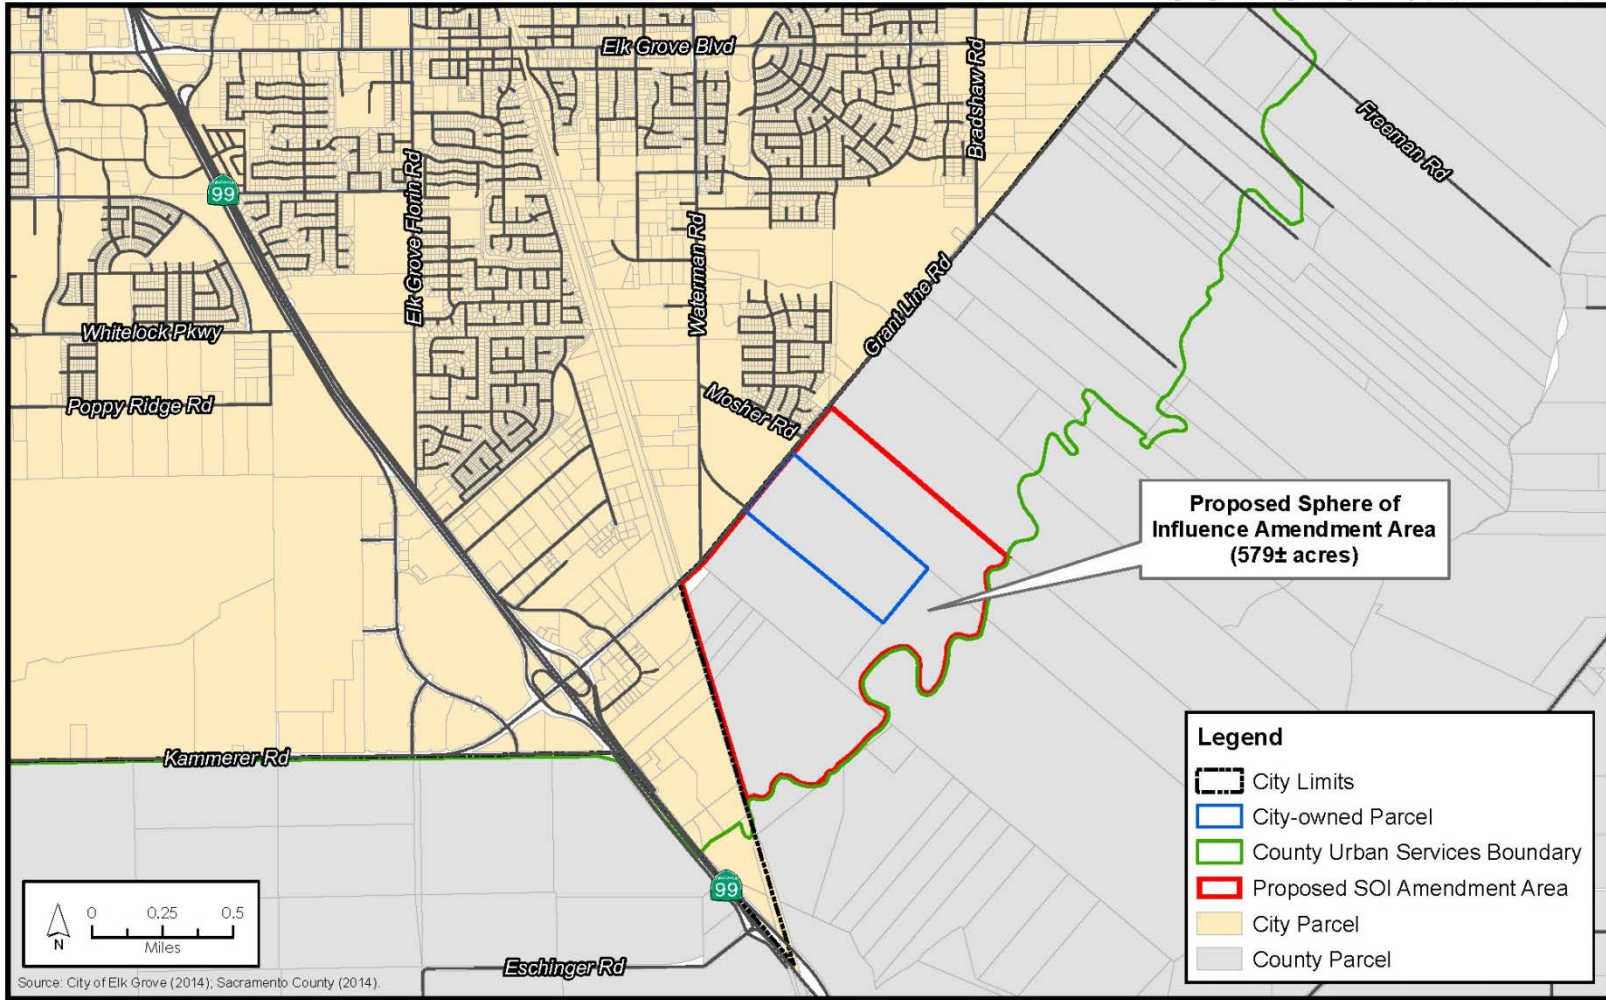 Elk Grove Blvd
Bradshaw Rd
Freeman Rd
99
Elk Grove Florin Rd
Waterman Rd
Grant Line Rd
Whitelock Pkwy
Poppy Ridge Rd
Mosher Rd
Proposed Sphere of
Influence Amendment Area
(579± acres)
Kammerer Rd
99
Eschinger Rd
Legend
City Limits
City-owned Parcel
County Urban Services Boundary
Proposed SOI Amendment Area
City Parcel
County Parcel
0 0.25 0.5
Miles
N
Source: City of Elk Grove (2014); Sacramento County (2014).